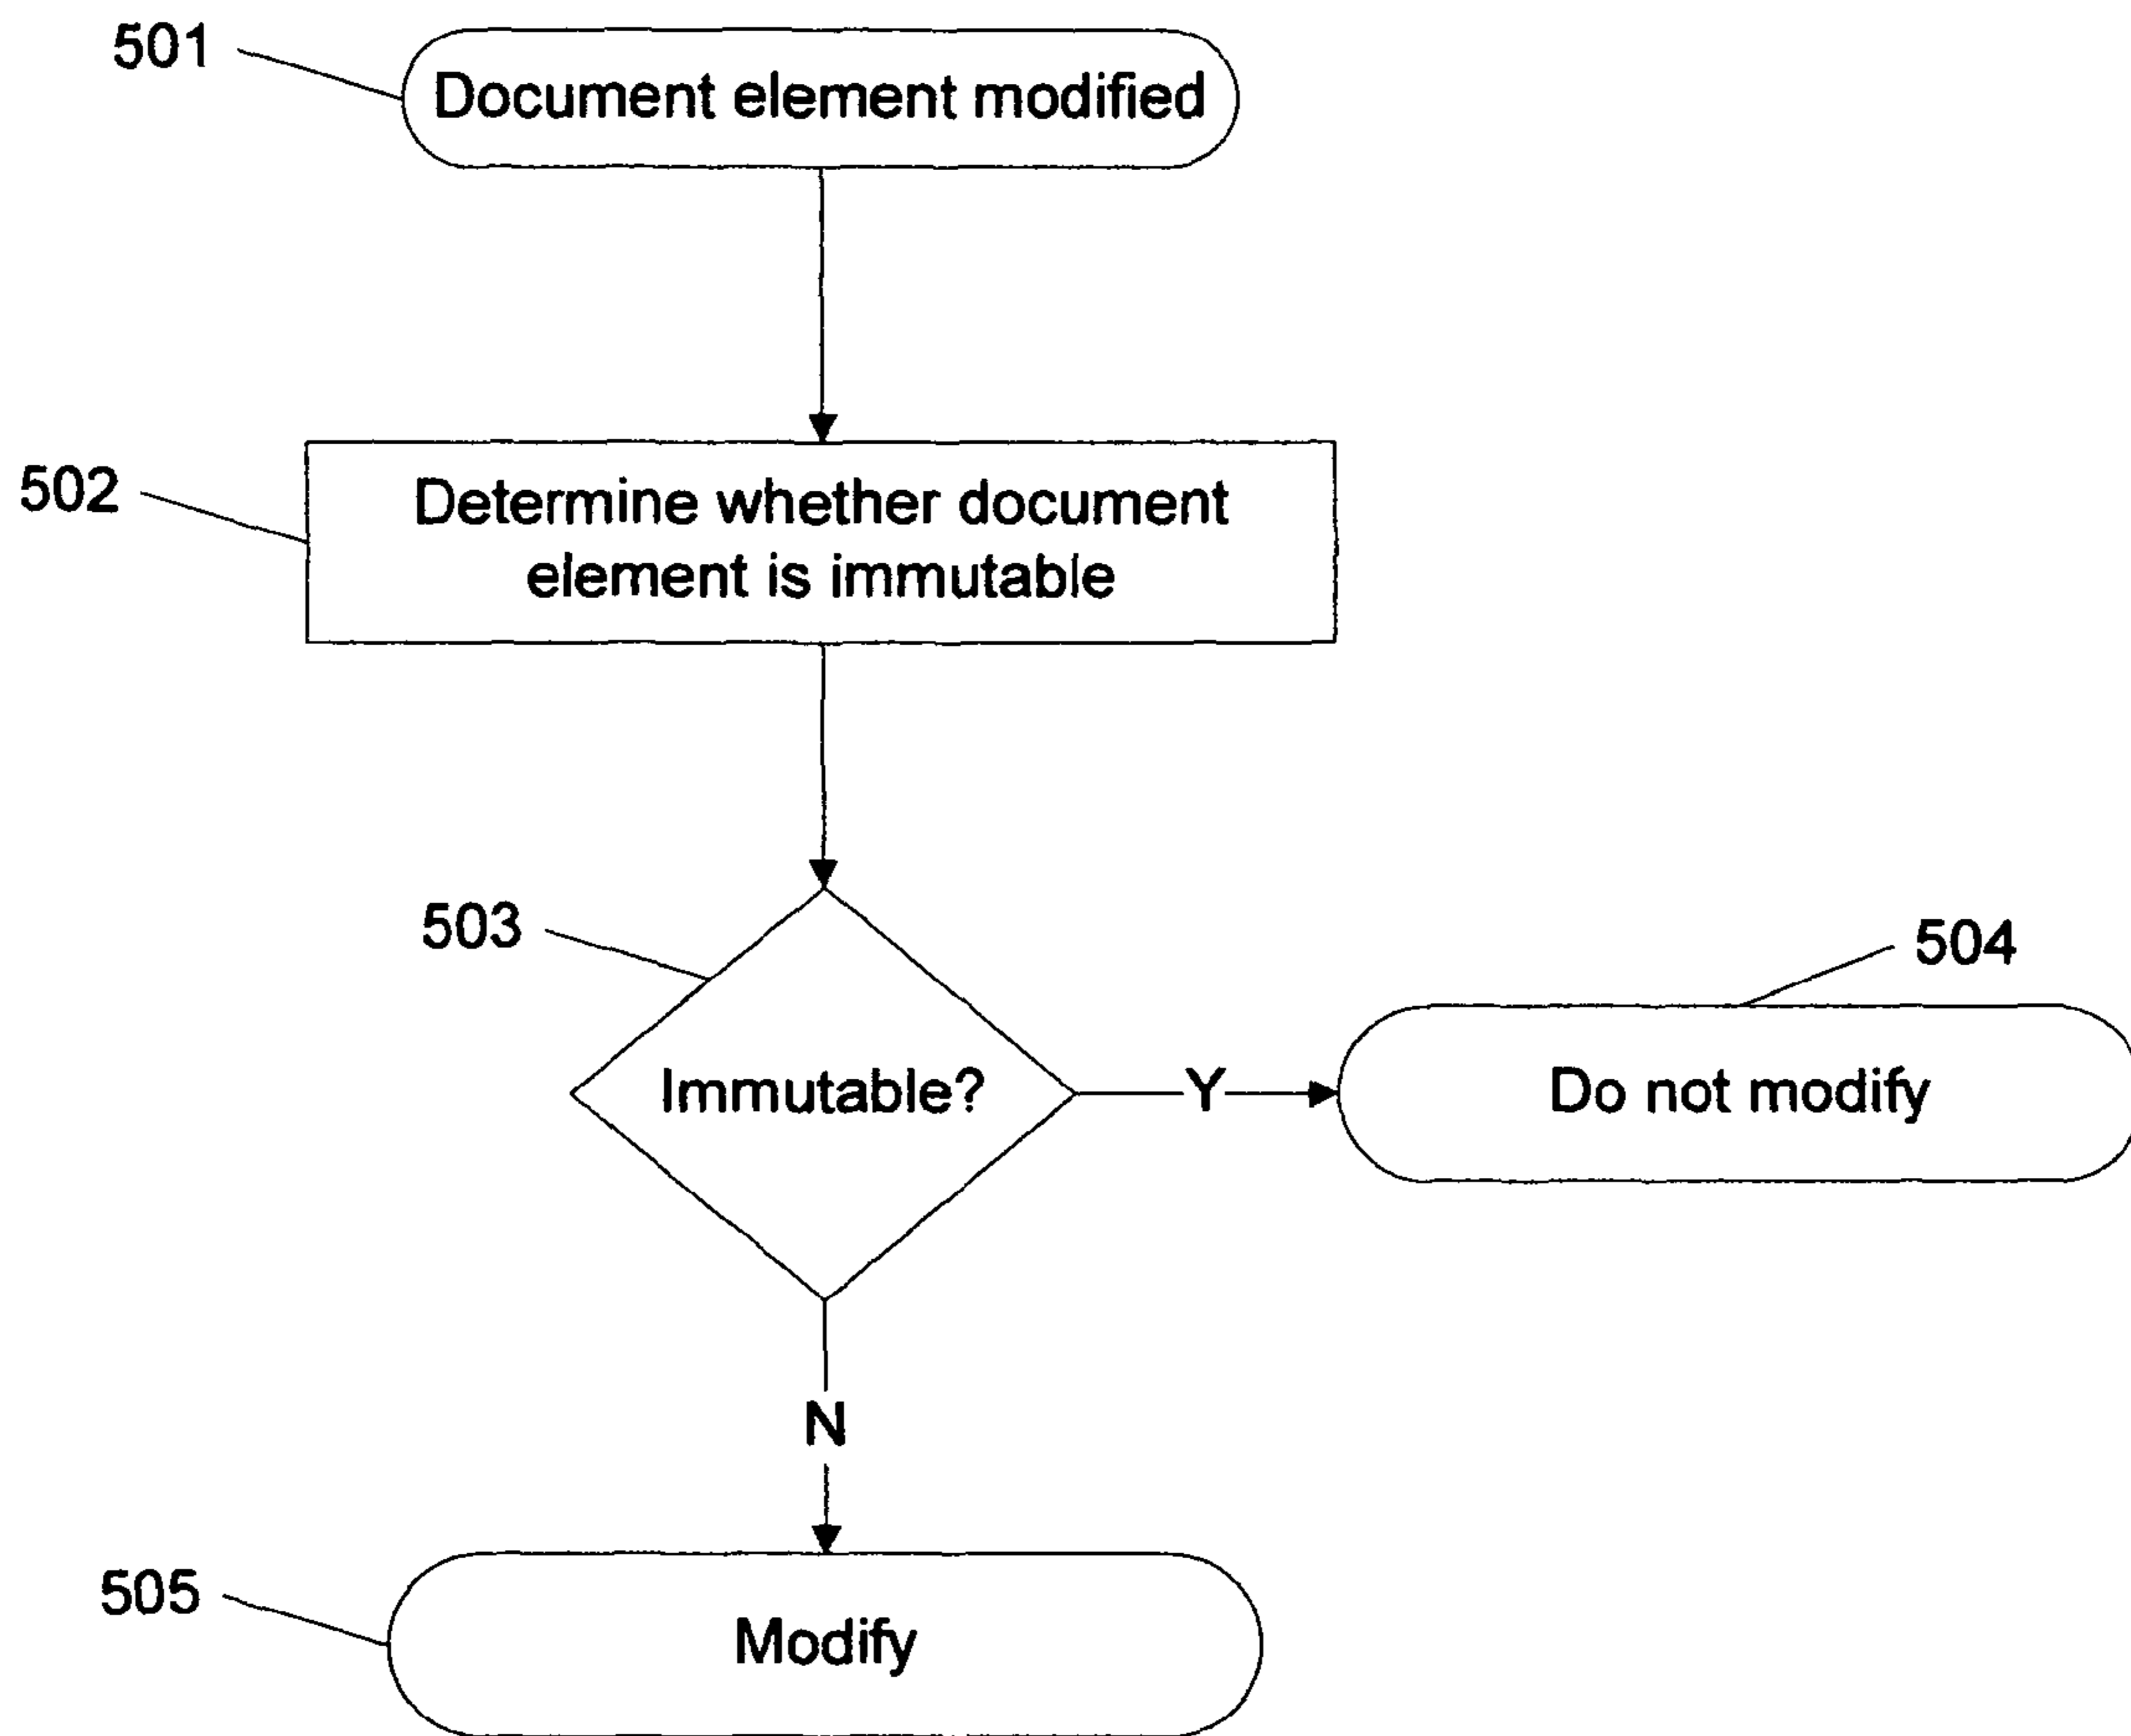 501
Document element modified
502
Determine whether document
element is immutable
503
504
Immutable?
Y
Do not modify
N
505
Modify